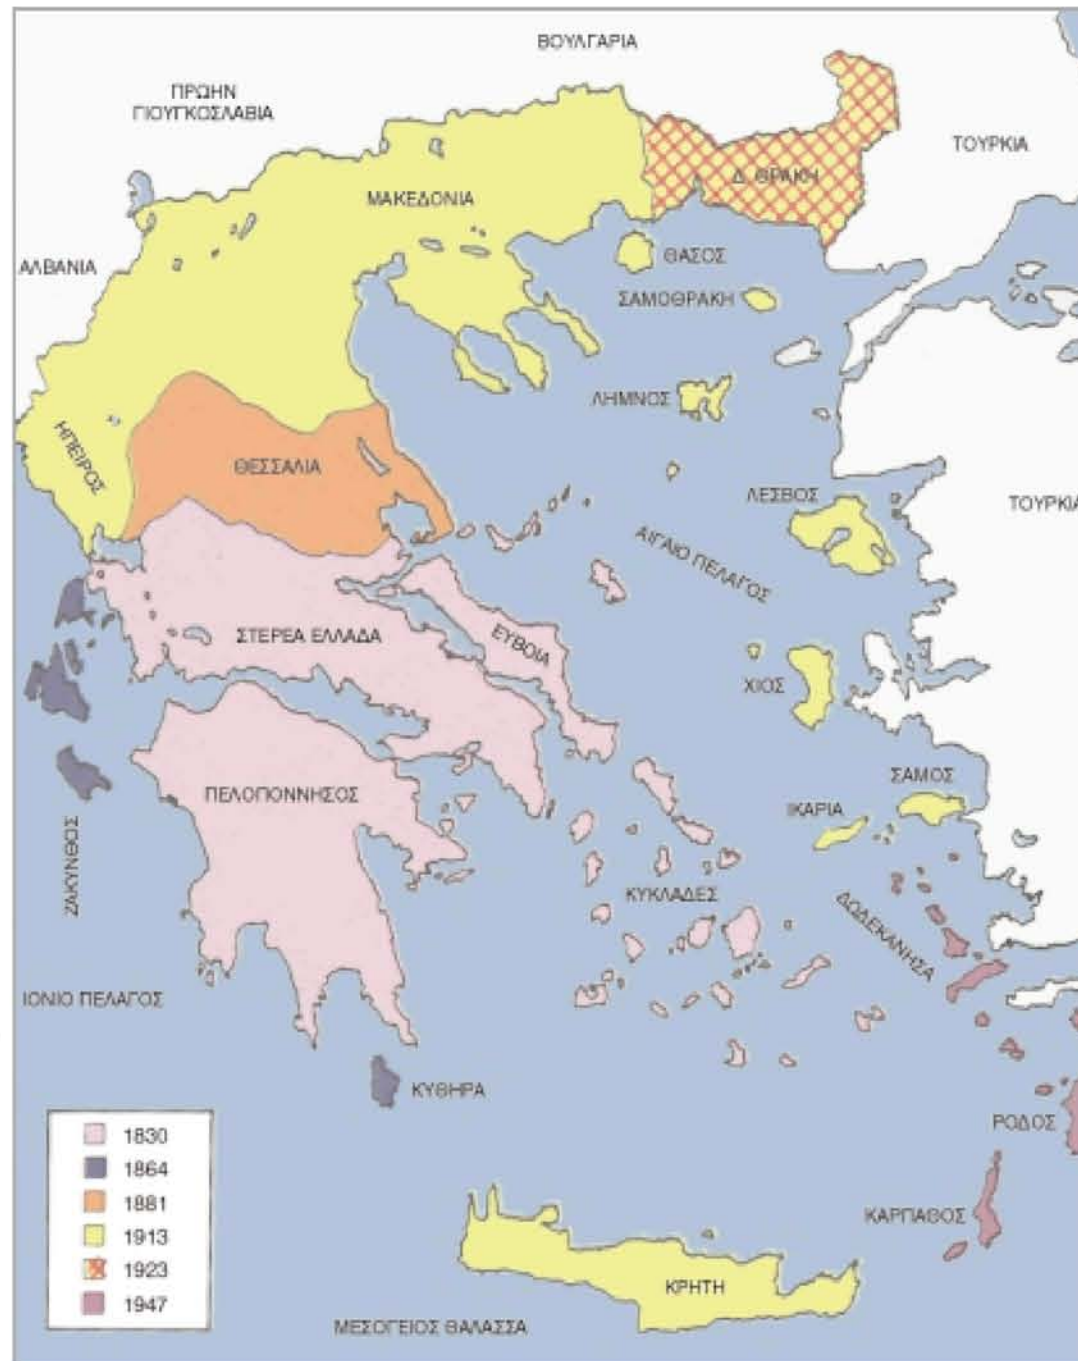 ΒΟΥΛΓΑΡΙΑ
ΠΡΩΗΝ
ΓΙΟΥΓΚΟΣΛΑΒΙΑ
ΤΟΥΡΚΙΑ
Δ. ΘΡΑΚΗ
ΜΑΚΕΔΟΝΙΑ
ΑΛΒΑΝΙΑ
ΘΑΣΟΣ
ΣΑΜΟΘΡΑΚΗ
ΛΗΜΝΟΣ
ΗΠΕΙΡΟΣ
ΘΕΣΣΑΛΙΑ
ΛΕΣΒΟΣ
ΤΟΥΡΚΙΑ
ΑΙΓΑΙΟ ΠΕΛΑΓΟΣ
ΣΤΕΡΕΑ ΕΛΛΑΔΑ
ΕΥΒΟΙΑ
ΧΙΟΣ
ΣΑΜΟΣ
ΠΕΛΟΠΟΝΝΗΣΟΣ
ΙΚΑΡΙΑ
ΖΑΚΥΝΘΟΣ
ΚΥΚΛΑΔΕΣ
ΔΩΔΕΚΑΝΗΣΑ
ΙΟΝΙΟ ΠΕΛΑΓΟΣ
ΚΥΘΗΡΑ
ΡΟΔΟΣ
1830
1864
1881
1913
1923
1947
ΚΑΡΠΑΘΟΣ
ΚΡΗΤΗ
ΜΕΣΟΓΕΙΟΣ ΘΑΛΑΣΣΑ